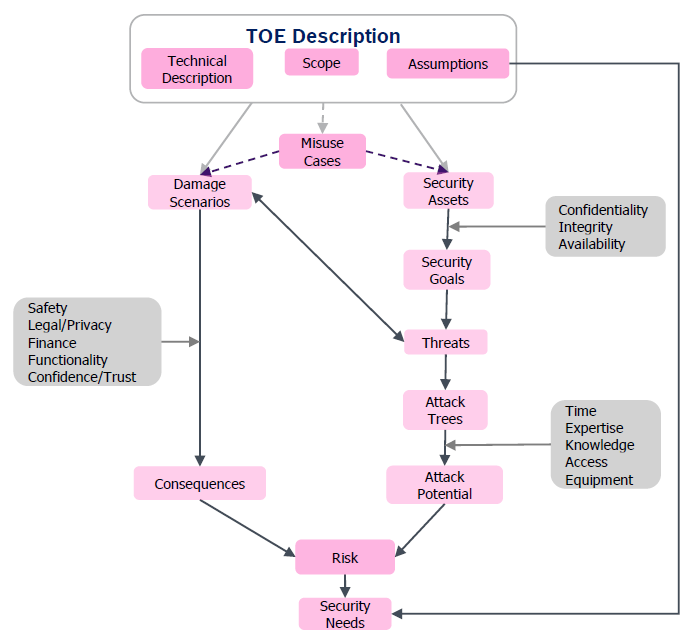 TOE Description
Technical
Description
Scope
Assumptions
Misuse
Cases
Damage
Scenarios
Security
Assets
Confidentiality
Integrity
Availability
Security
Goals
Safety
Legal/Privacy
Finance
Functionality
Confidence/Trust
Threats
Attack
Trees
Time
Expertise
Knowledge
Access
Equipment
Consequences
Attack
Potential
Risk
Security
Needs